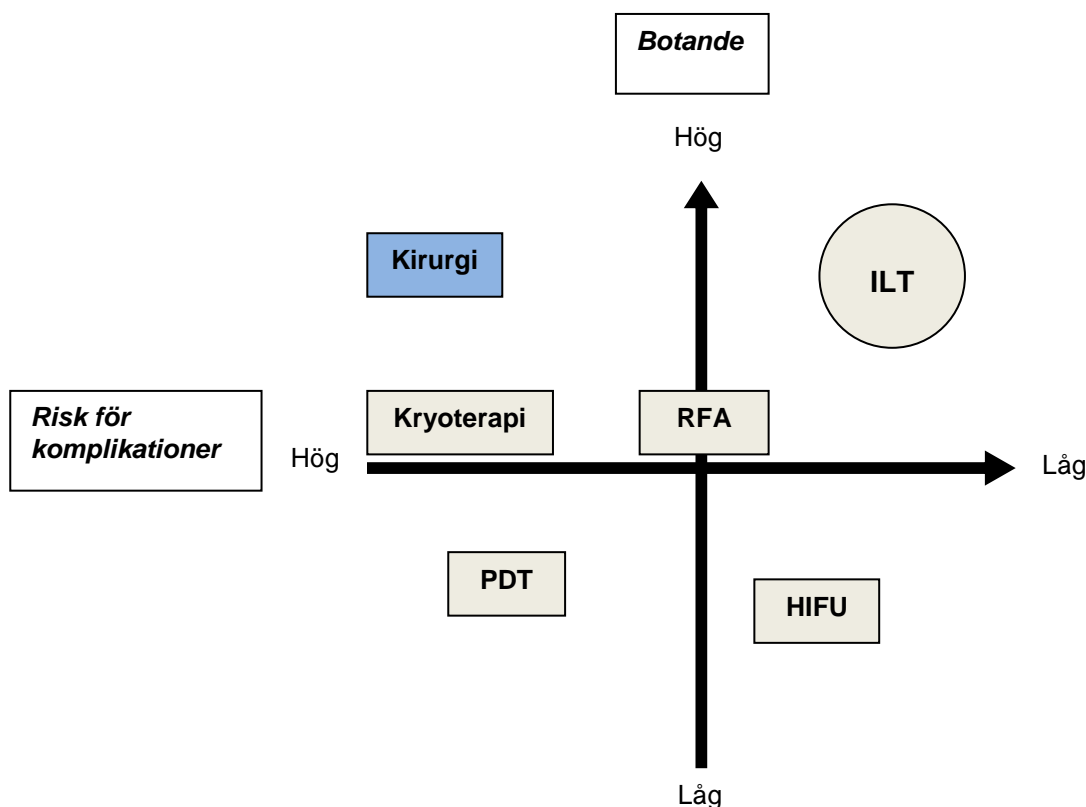 Botande
Hög
Kirurgi
ILT
Risk för
komplikationer
Hög
Kryoterapi
RFA
Låg
PDT
HIFU
Låg